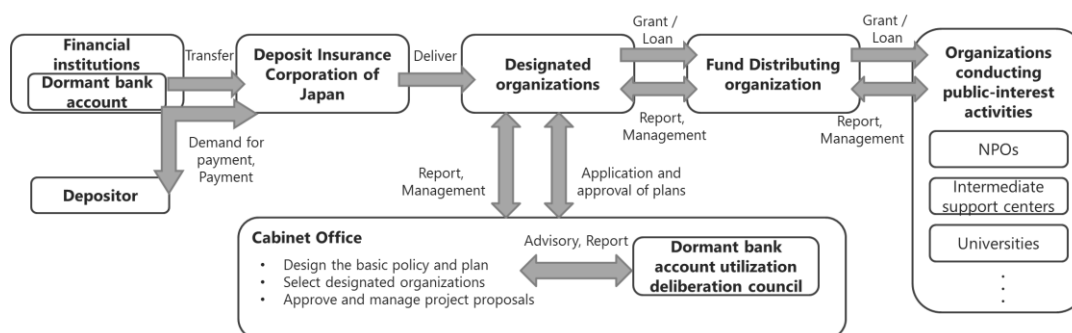 Financial
institutions
Dormant bank
account
Transfer
Deposit Insurance
Corporation of
Japan
Deliver
Designated
organizations
Grant /
Loan
Report,
Management
Fund Distributing
organization
Grant /
Loan
Report,
Management
Organizations
conducting
public-interest
activities
NPOs
Intermediate
support centers
Universities
.
.
.
Demand for
payment,
Payment
Depositor
Report,
Management
Application and
approval of plans
Cabinet Office
• Design the basic policy and plan
• Select designated organizations
• Approve and manage project proposals
Advisory, Report
Dormant bank
account utilization
deliberation council